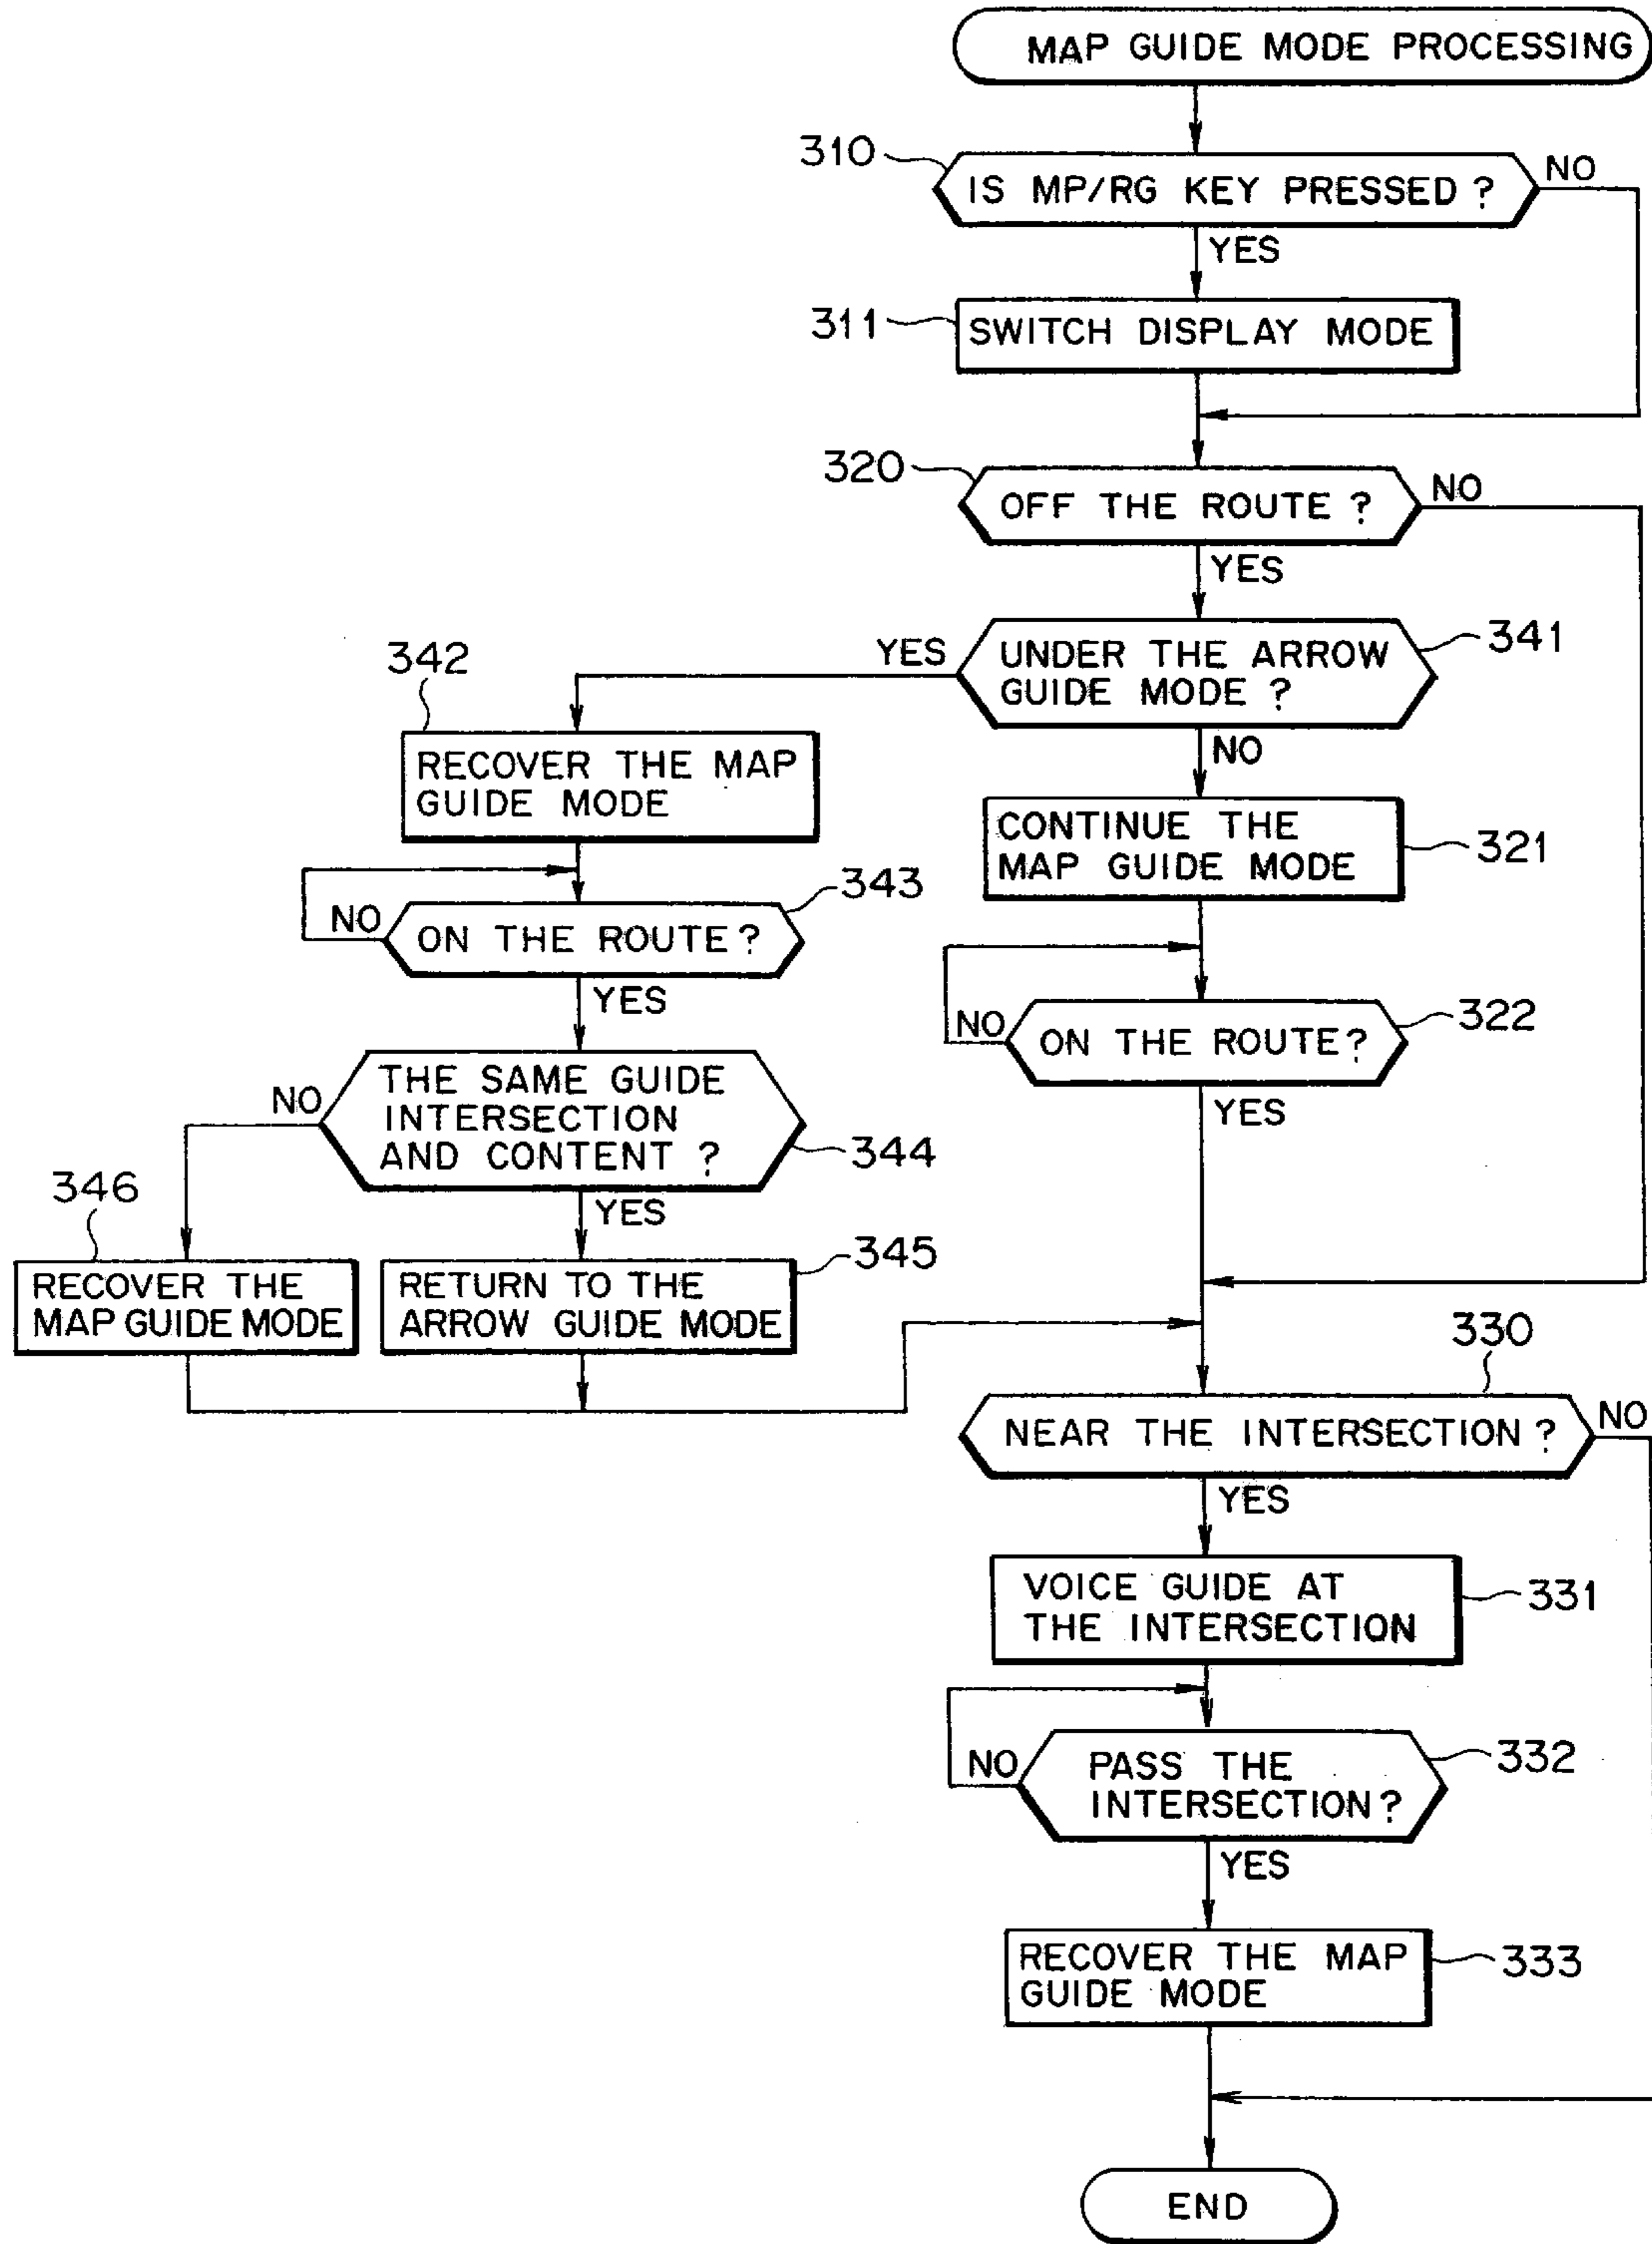 MAP GUIDE MODE PROCESSING
310
IS MP/RG KEY PRESSED ?
NO
YES
311
SWITCH DISPLAY MODE
320
OFF THE ROUTE ?
NO
YES
341
UNDER THE ARROW
GUIDE MODE ?
YES
NO
342
RECOVER THE MAP
GUIDE MODE
CONTINUE THE
MAP GUIDE MODE
321
343
ON THE ROUTE ?
NO
YES
322
ON THE ROUTE ?
NO
YES
THE SAME GUIDE
INTERSECTION
AND CONTENT ?
344
NO
YES
346
RECOVER THE
MAP GUIDE MODE
345
RETURN TO THE
ARROW GUIDE MODE
330
NEAR THE INTERSECTION ?
NO
YES
VOICE GUIDE AT
THE INTERSECTION
331
PASS THE
INTERSECTION ?
332
NO
YES
RECOVER THE MAP
GUIDE MODE
333
END